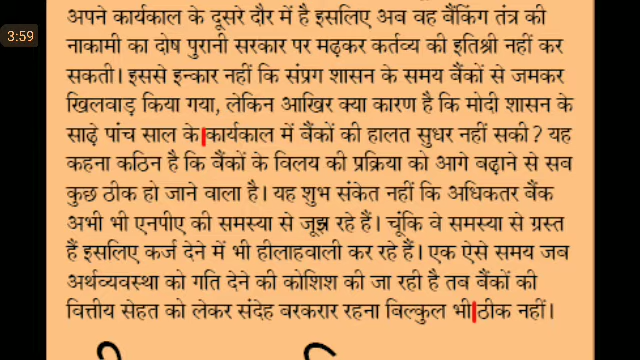 3:59
अपने कार्यकाल के दूसरे दौर में है इसलिए अब वह बैंकिंग तंत्र की
नाकामी का दोष पुरानी सरकार पर मढ़कर कर्तव्य की इतिश्री नहीं कर
सकती। इससे इन्कार नहीं कि संप्रग शासन के समय बैंकों से जमकर
खिलवाड़ किया गया, लेकिन आखिर क्या कारण है कि मोदी शासन के
साढ़े पांच साल के कार्यकाल में बैंकों की हालत सुधर नहीं सकी? यह
कहना कठिन है कि बैंकों के विलय की प्रक्रिया को आगे बढ़ाने से सब
कुछ ठीक हो जाने वाला है। यह शुभ संकेत नहीं कि अधिकतर बैंक
अभी भी एनपीए की समस्या से जूझ रहे हैं। चूंकि वे समस्या से ग्रस्त
हैं इसलिए कर्ज देने में भी हीलाहवाली कर रहे हैं। एक ऐसे समय जब
अर्थव्यवस्था को गति देने की कोशिश की जा रही है तब बैंकों की
वित्तीय सेहत को लेकर संदेह बरकरार रहना बिल्कुल भी ठीक नहीं।